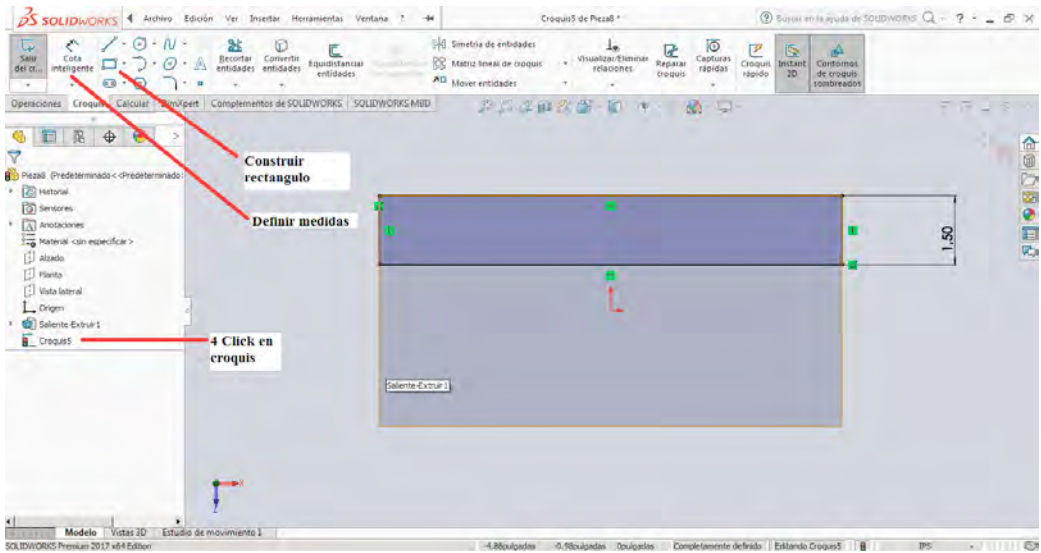 SOLIDWORKS Archivo Edición Ver Insertar Herramientas Ventana ? Croquis5 de Pieza8 * Buscar en la ayuda de SOLIDWORKS
Salir del cr...
Cota inteligente
Recortar entidades
Convertir entidades
Equidistanciar entidades
Simetría de entidades
Matriz lineal de croquis
Mover entidades
Visualizar/Eliminar relaciones
Reparar croquis
Capturas rápidas
Croquis rápido
Instant 2D
Contornos de croquis sombreados
Operaciones Croquis Calcular DimXpert Complementos de SOLIDWORKS SOLIDWORKS MBD
Construir
rectangulo
Definir medidas
Pieza8 (Predeterminado<<Predeterminado
Historial
Sensores
Anotaciones
Material <sin especificar>
Alzado
Planta
Vista lateral
Origen
Saliente-Extruir1
Croquis5
4 Click en
croquis
1,50
Saliente-Extruir1
X
Z
Modelo Vistas 3D Estudio de movimiento 1
SOLIDWORKS Premium 2017 x64 Edition -4.86pulgadas -0.98pulgadas 0pulgadas Completamente definido Editando Croquis5 IPS